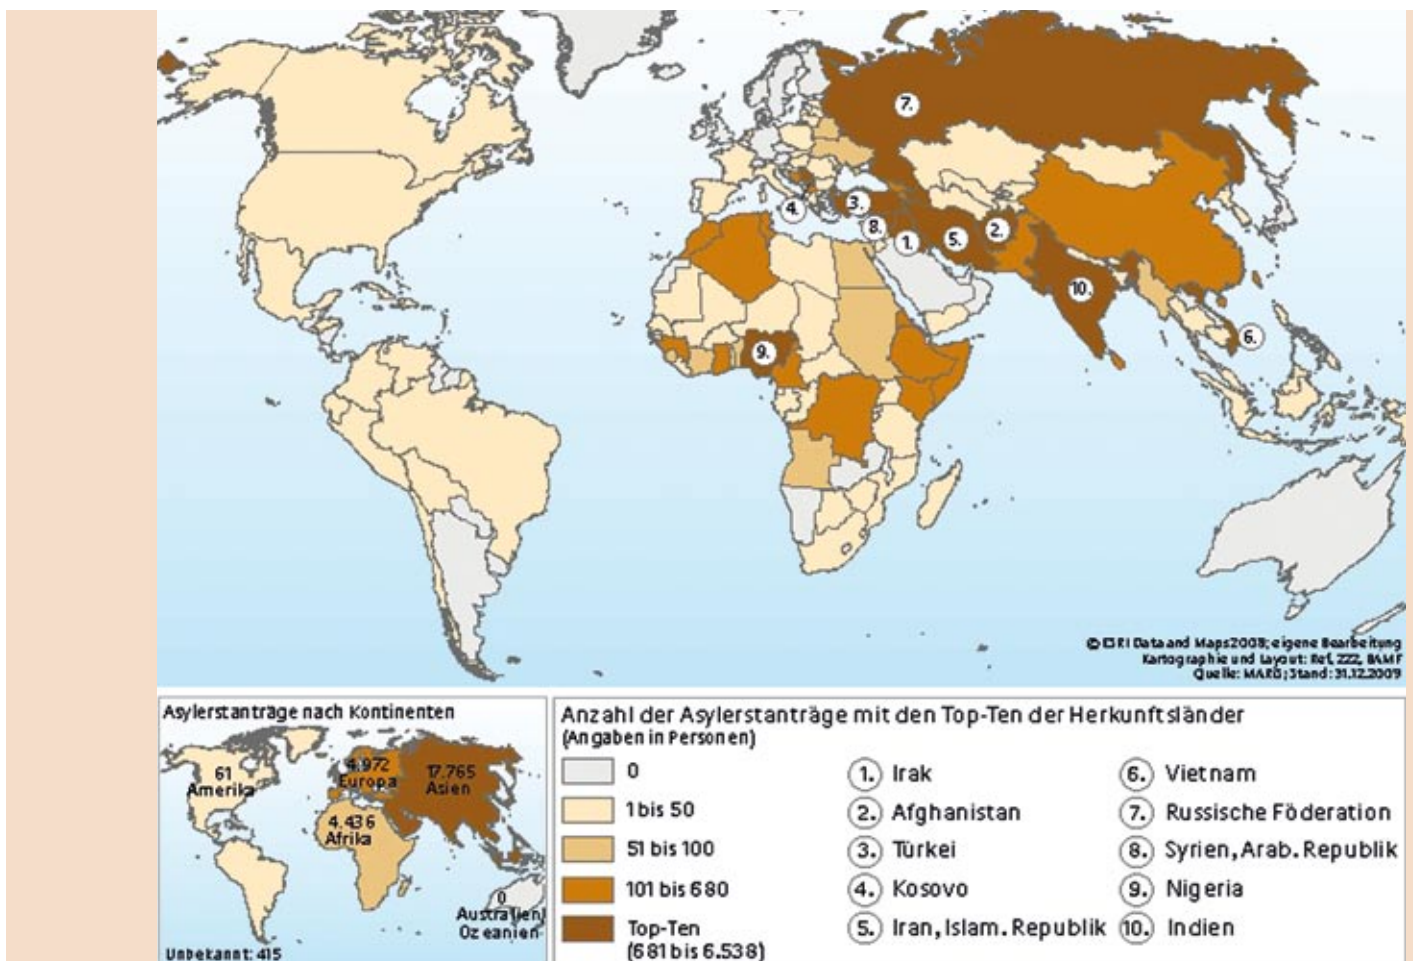 7.
4.
3.
8.
1.
5.
2.
10.
9.
6.
© ESRI Data and Maps 2008; eigene Bearbeitung
Kartographie und Layout: Ref. 222, BAMF
Quelle: MARiS; Stand: 31.12.2009
Asylerstanträge nach Kontinenten
61
Amerika
4.972
Europa
17.765
Asien
4.436
Afrika
0
Australien/
Ozeanien
Unbekannt: 415
Anzahl der Asylerstanträge mit den Top-Ten der Herkunftsländer
(Angaben in Personen)
0
1 bis 50
51 bis 100
101 bis 680
Top-Ten
(681 bis 6.538)
1. Irak
2. Afghanistan
3. Türkei
4. Kosovo
5. Iran, Islam. Republik
6. Vietnam
7. Russische Föderation
8. Syrien, Arab. Republik
9. Nigeria
10. Indien